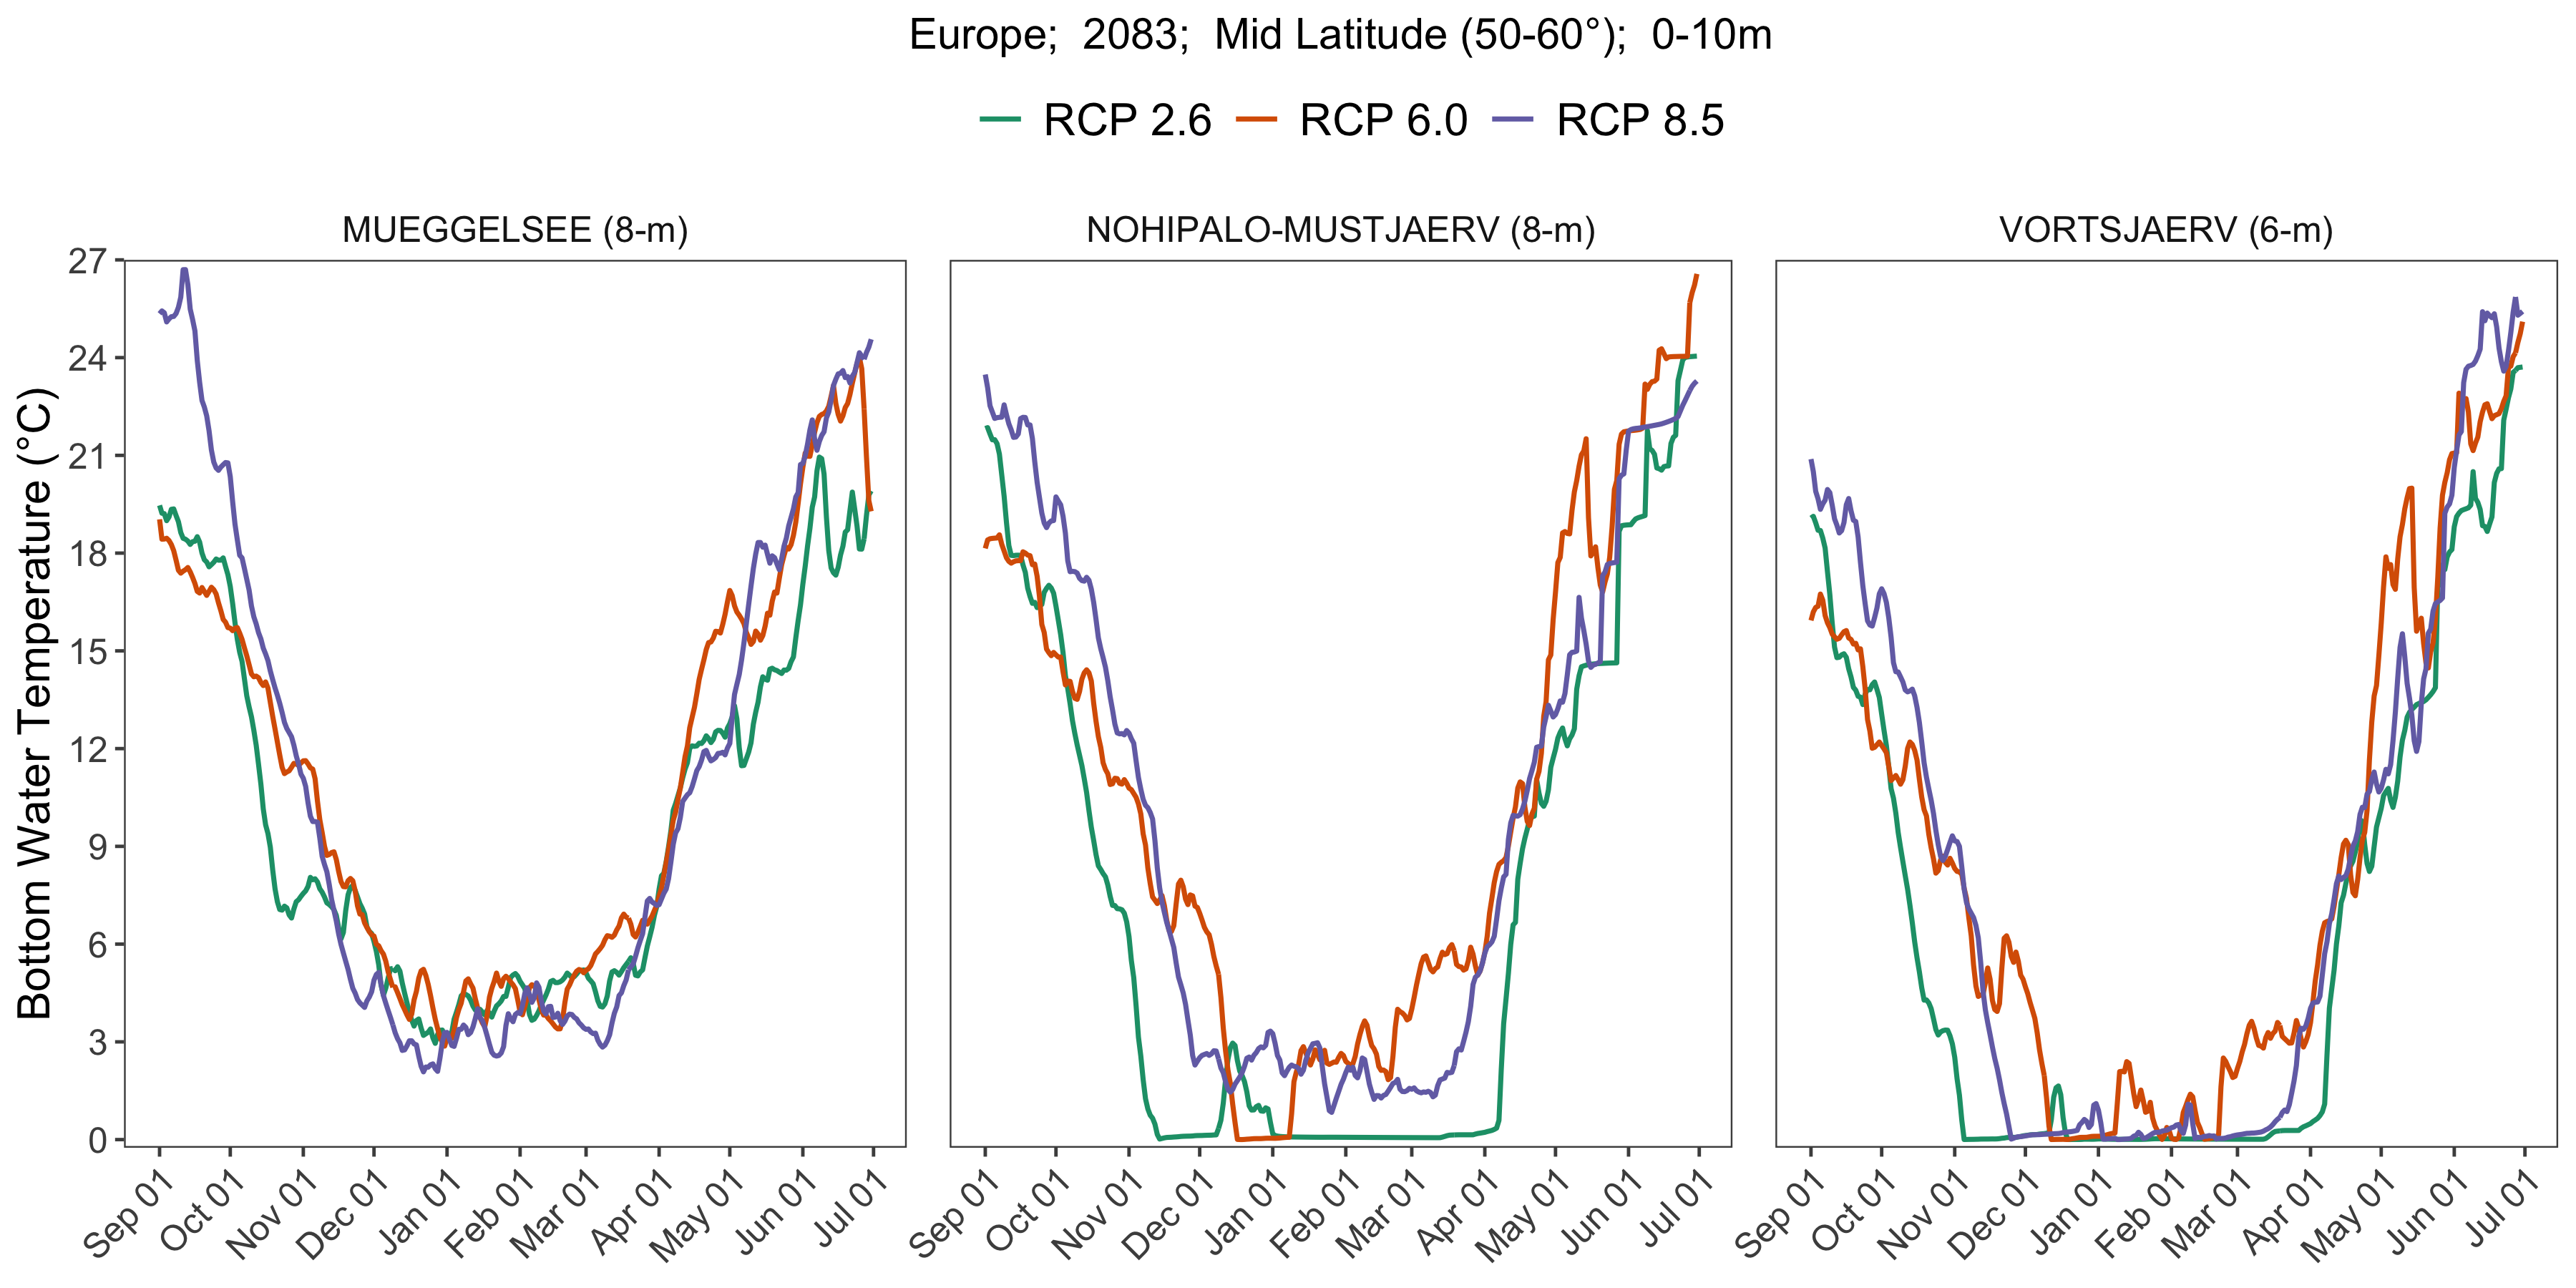 Europe;  2083;  Mid Latitude (50-60°);  0-10m
RCP 2.6 RCP 6.0 RCP 8.5
MUEGGELSEE (8-m) NOHIPALO-MUSTJAERV (8-m) VORTSJAERV (6-m)
Bottom Water Temperature (°C)
27
24
21
18
15
12
9
6
3
0
Sep 01 Oct 01 Nov 01 Dec 01 Jan 01 Feb 01 Mar 01 Apr 01 May 01 Jun 01 Jul 01
Sep 01 Oct 01 Nov 01 Dec 01 Jan 01 Feb 01 Mar 01 Apr 01 May 01 Jun 01 Jul 01
Sep 01 Oct 01 Nov 01 Dec 01 Jan 01 Feb 01 Mar 01 Apr 01 May 01 Jun 01 Jul 01